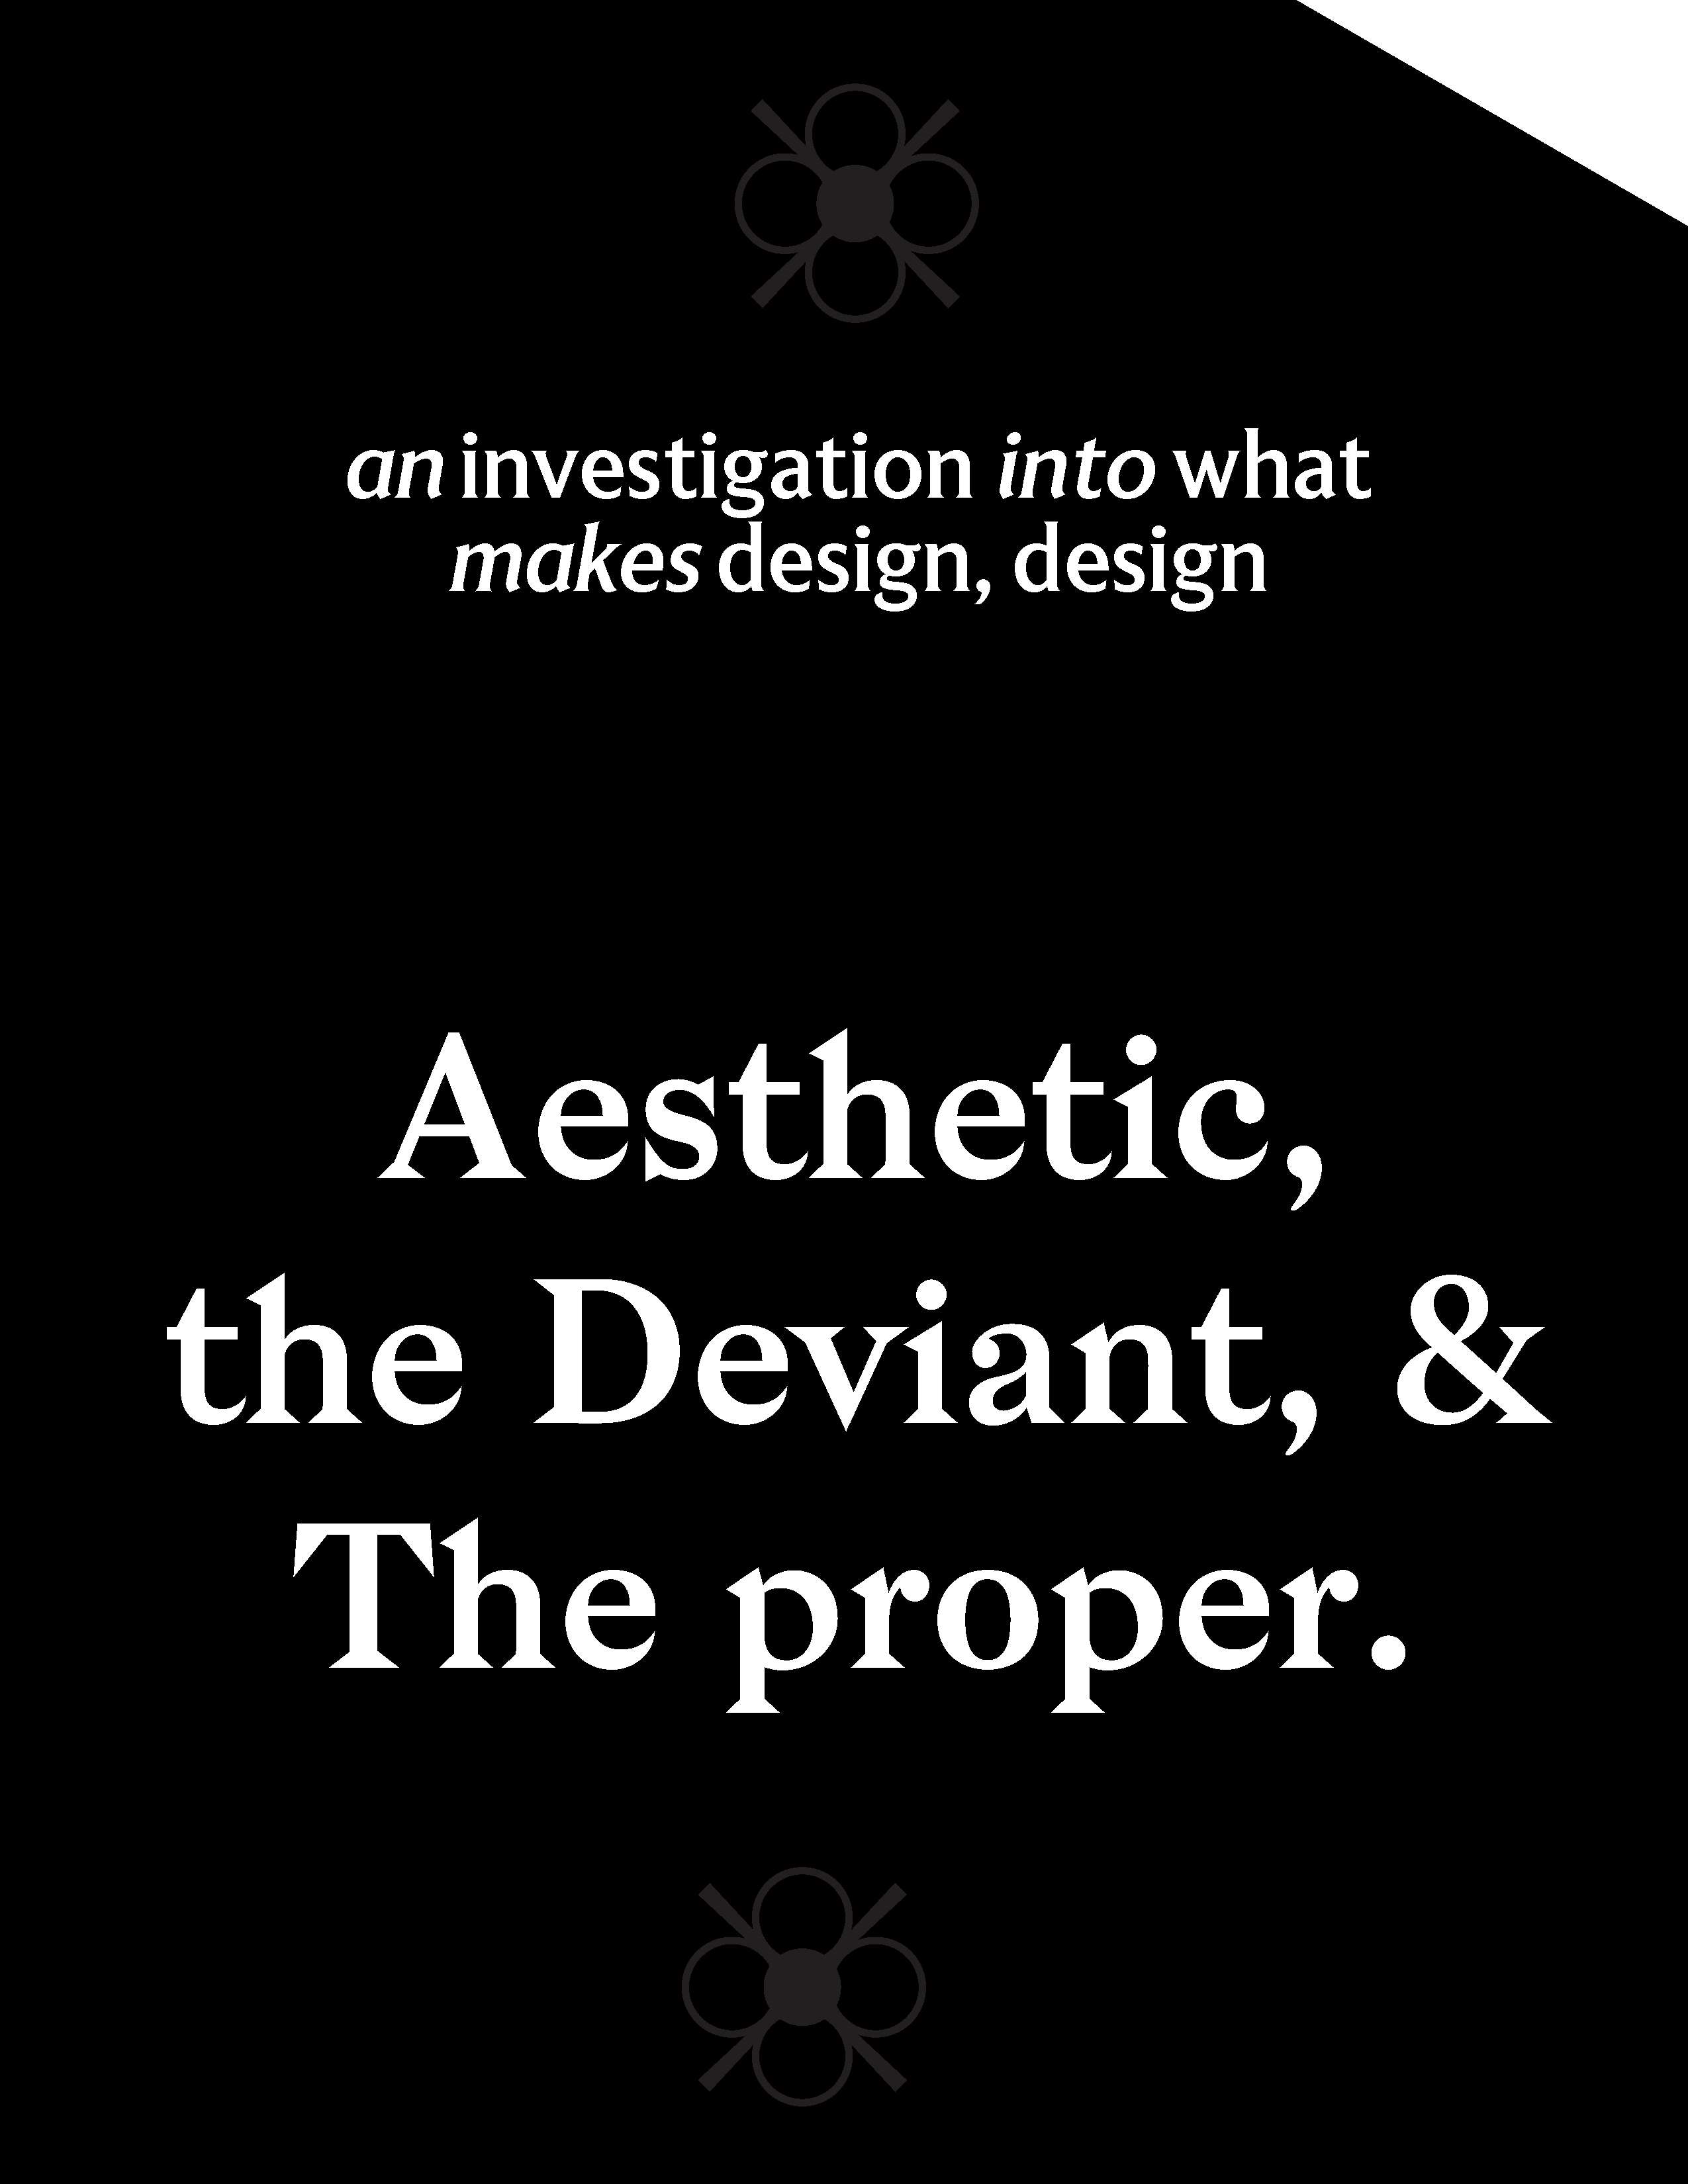 an investigation into what
makes design, design
Aesthetic,
the Deviant, &
The proper.